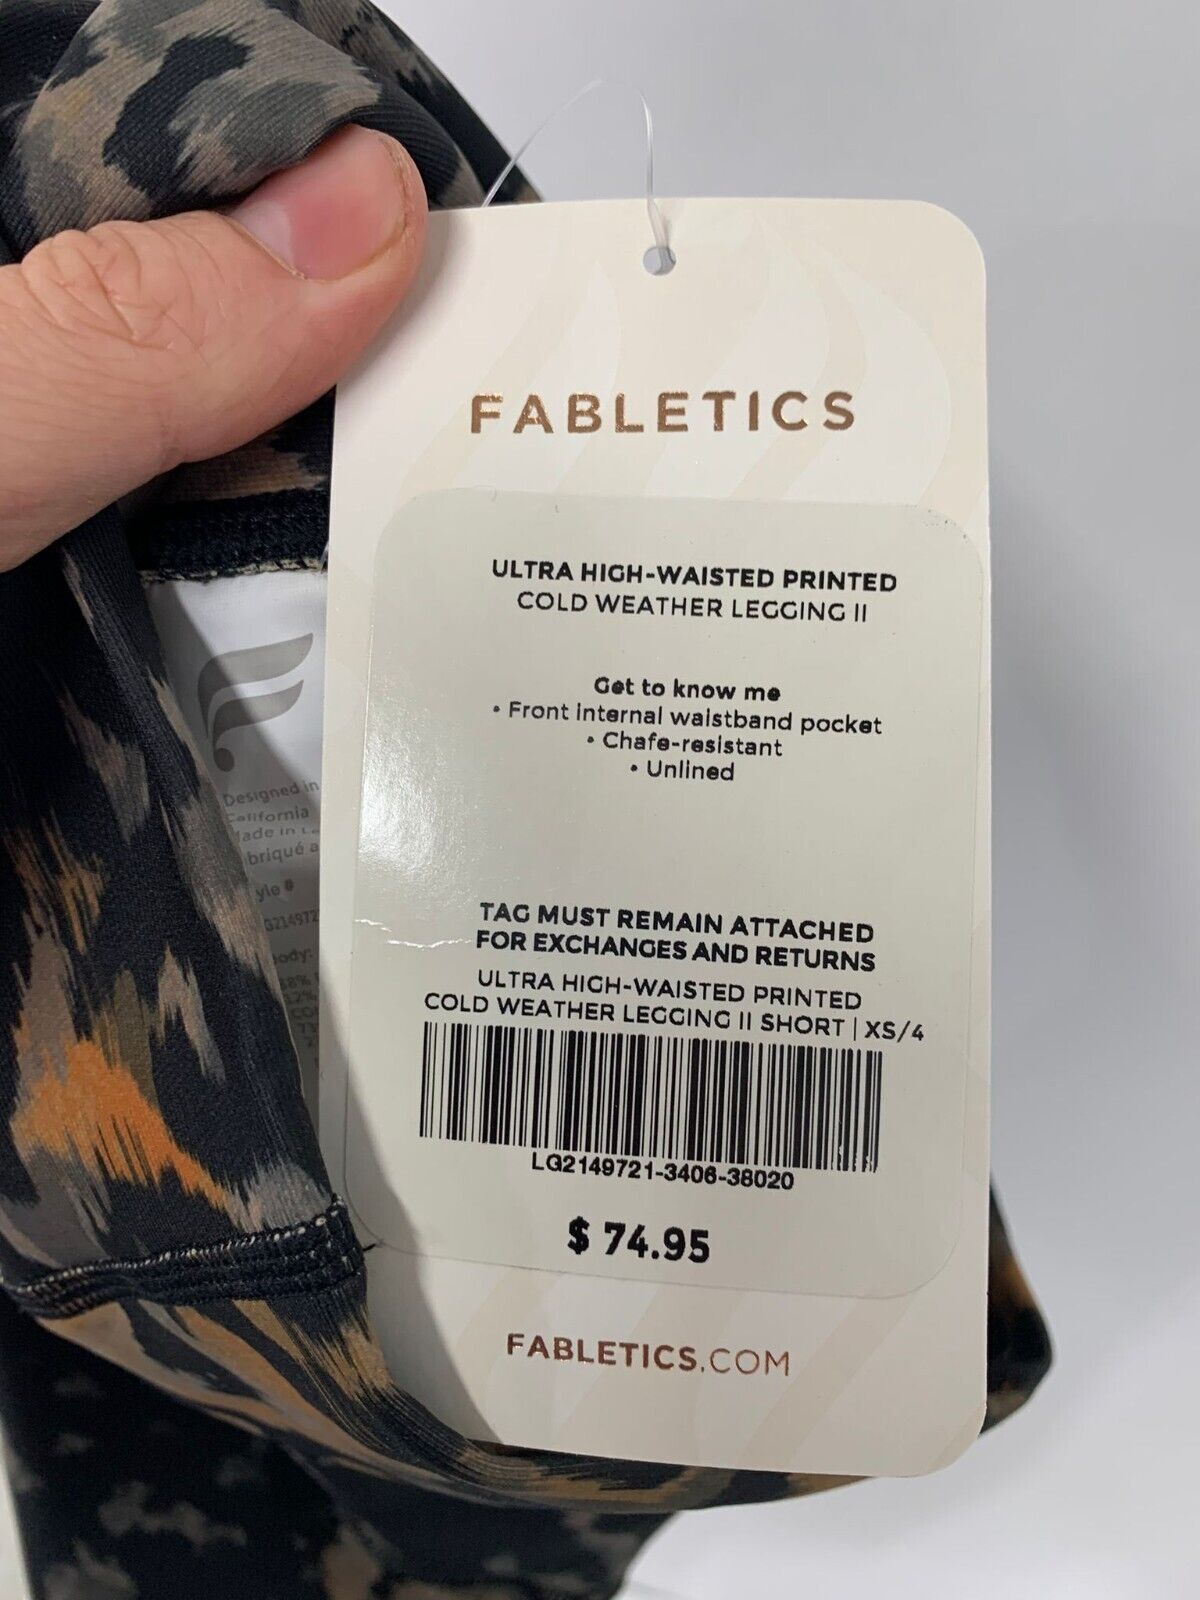 FABLETICS
ULTRA HIGH-WAISTED PRINTED
COLD WEATHER LEGGING II
Get to know me
• Front internal waistband pocket
• Chafe-resistant
• Unlined
TAG MUST REMAIN ATTACHED
FOR EXCHANGES AND RETURNS
ULTRA HIGH-WAISTED PRINTED
COLD WEATHER LEGGING II SHORT | XS/4
LG2149721-3406-38020
$ 74.95
FABLETICS.COM
Designed in
California
Made in